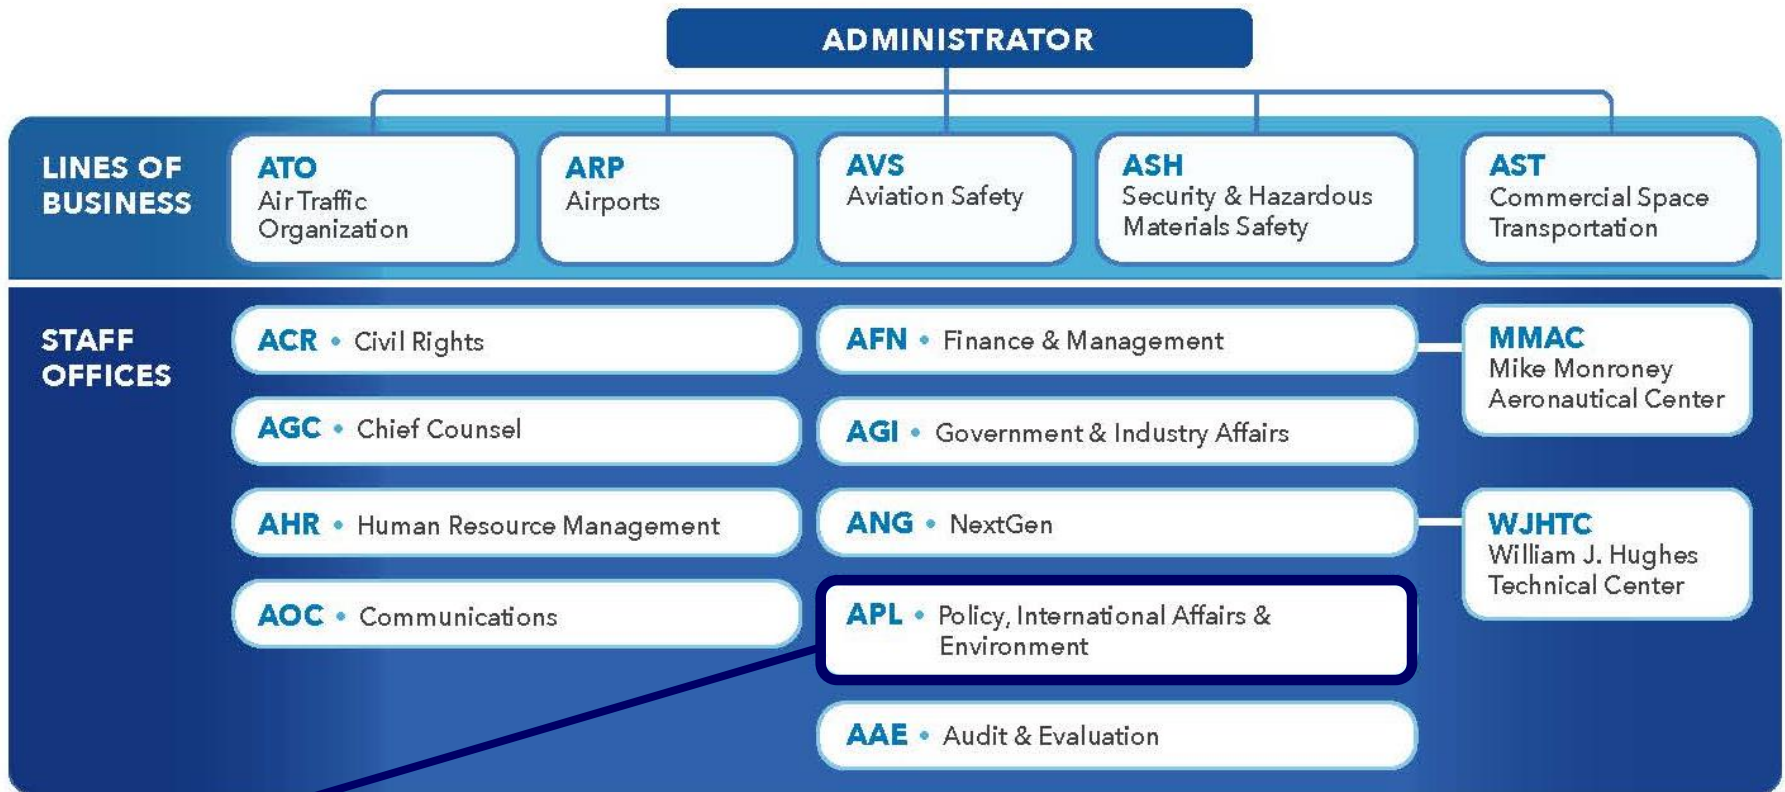 ADMINISTRATOR
LINES OF
BUSINESS
ATO
Air Traffic
Organization
ARP
Airports
AVS
Aviation Safety
ASH
Security & Hazardous
Materials Safety
AST
Commercial Space
Transportation
STAFF
OFFICES
ACR • Civil Rights
AGC • Chief Counsel
AHR • Human Resource Management
AOC • Communications
AFN • Finance & Management
AGI • Government & Industry Affairs
ANG • NextGen
APL • Policy, International Affairs &
Environment
AAE • Audit & Evaluation
MMAC
Mike Monroney
Aeronautical Center
WJHTC
William J. Hughes
Technical Center